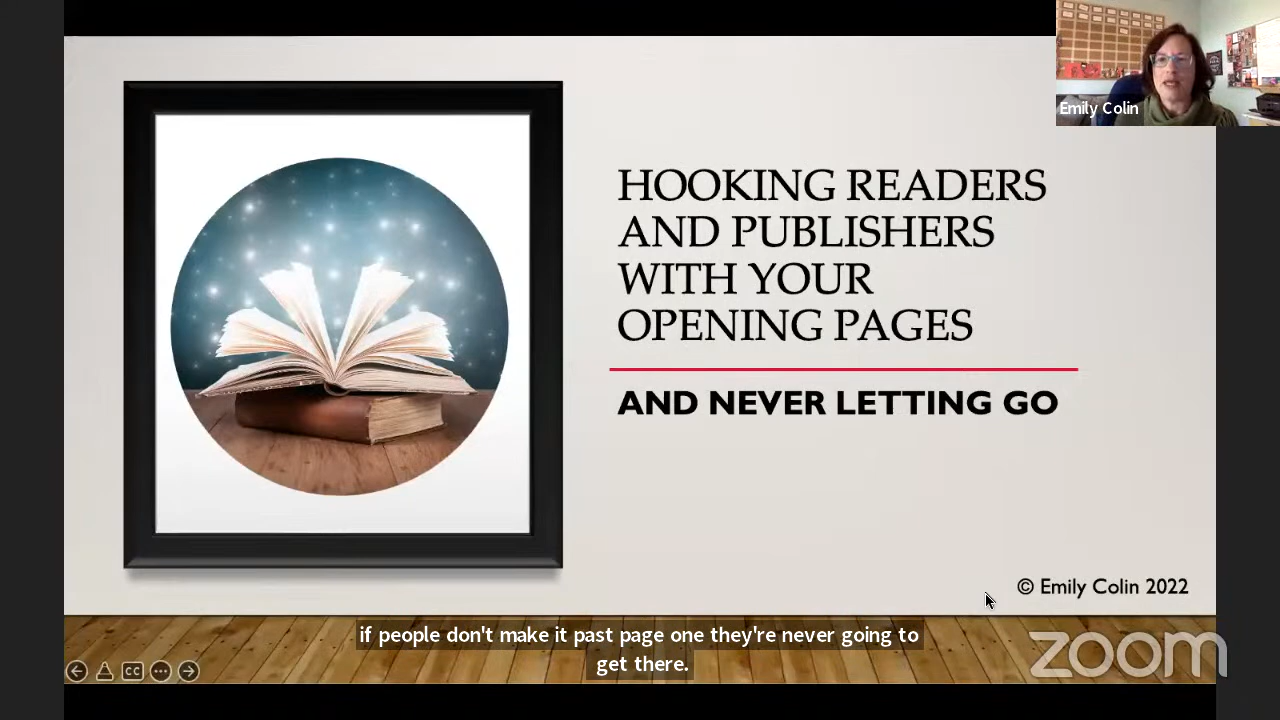 Emily Colin
HOOKING READERS
AND PUBLISHERS
WITH YOUR
OPENING PAGES
AND NEVER LETTING GO
© Emily Colin 2022
if people don't make it past page one they're never going to
get there.
CC
zoom